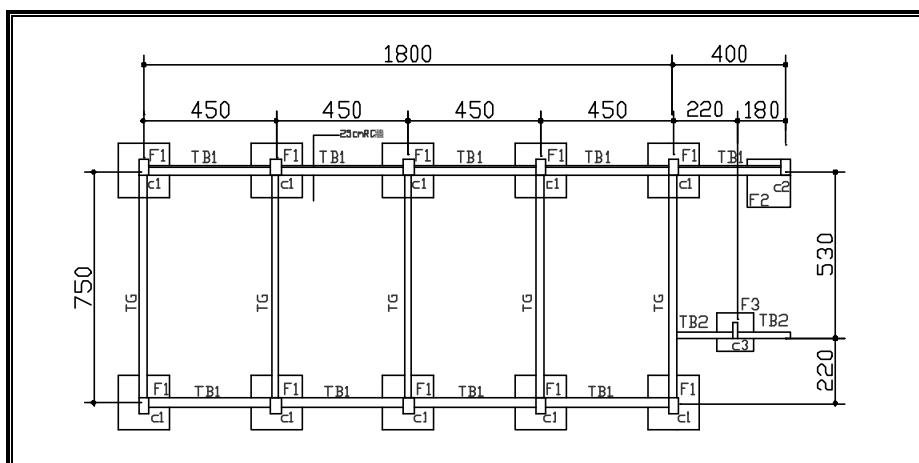 1800 400
450 450 450 450 220 180
25cmRC牆
F1 TB1 F1 TB1 F1 TB1 F1 TB1 F1 TB1
c1 c1 c1 c1 c1 c2
F2
750 TG TG TG TG TG 530
F3
TB2 TB2
c3
220
F1 TB1 F1 TB1 F1 TB1 F1 TB1 F1
c1 c1 c1 c1 c1